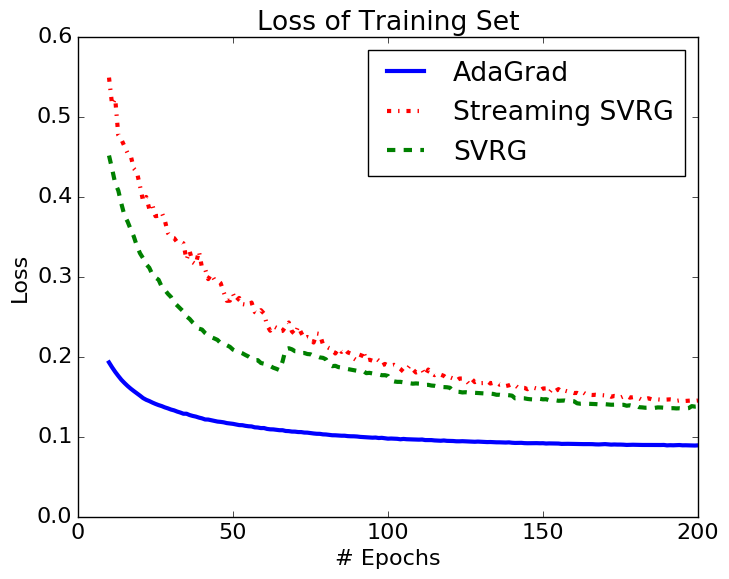 Loss of Training Set
0.6
0.5
0.4
0.3
0.2
0.1
0.0
Loss
AdaGrad
Streaming SVRG
SVRG
0 50 100 150 200
# Epochs